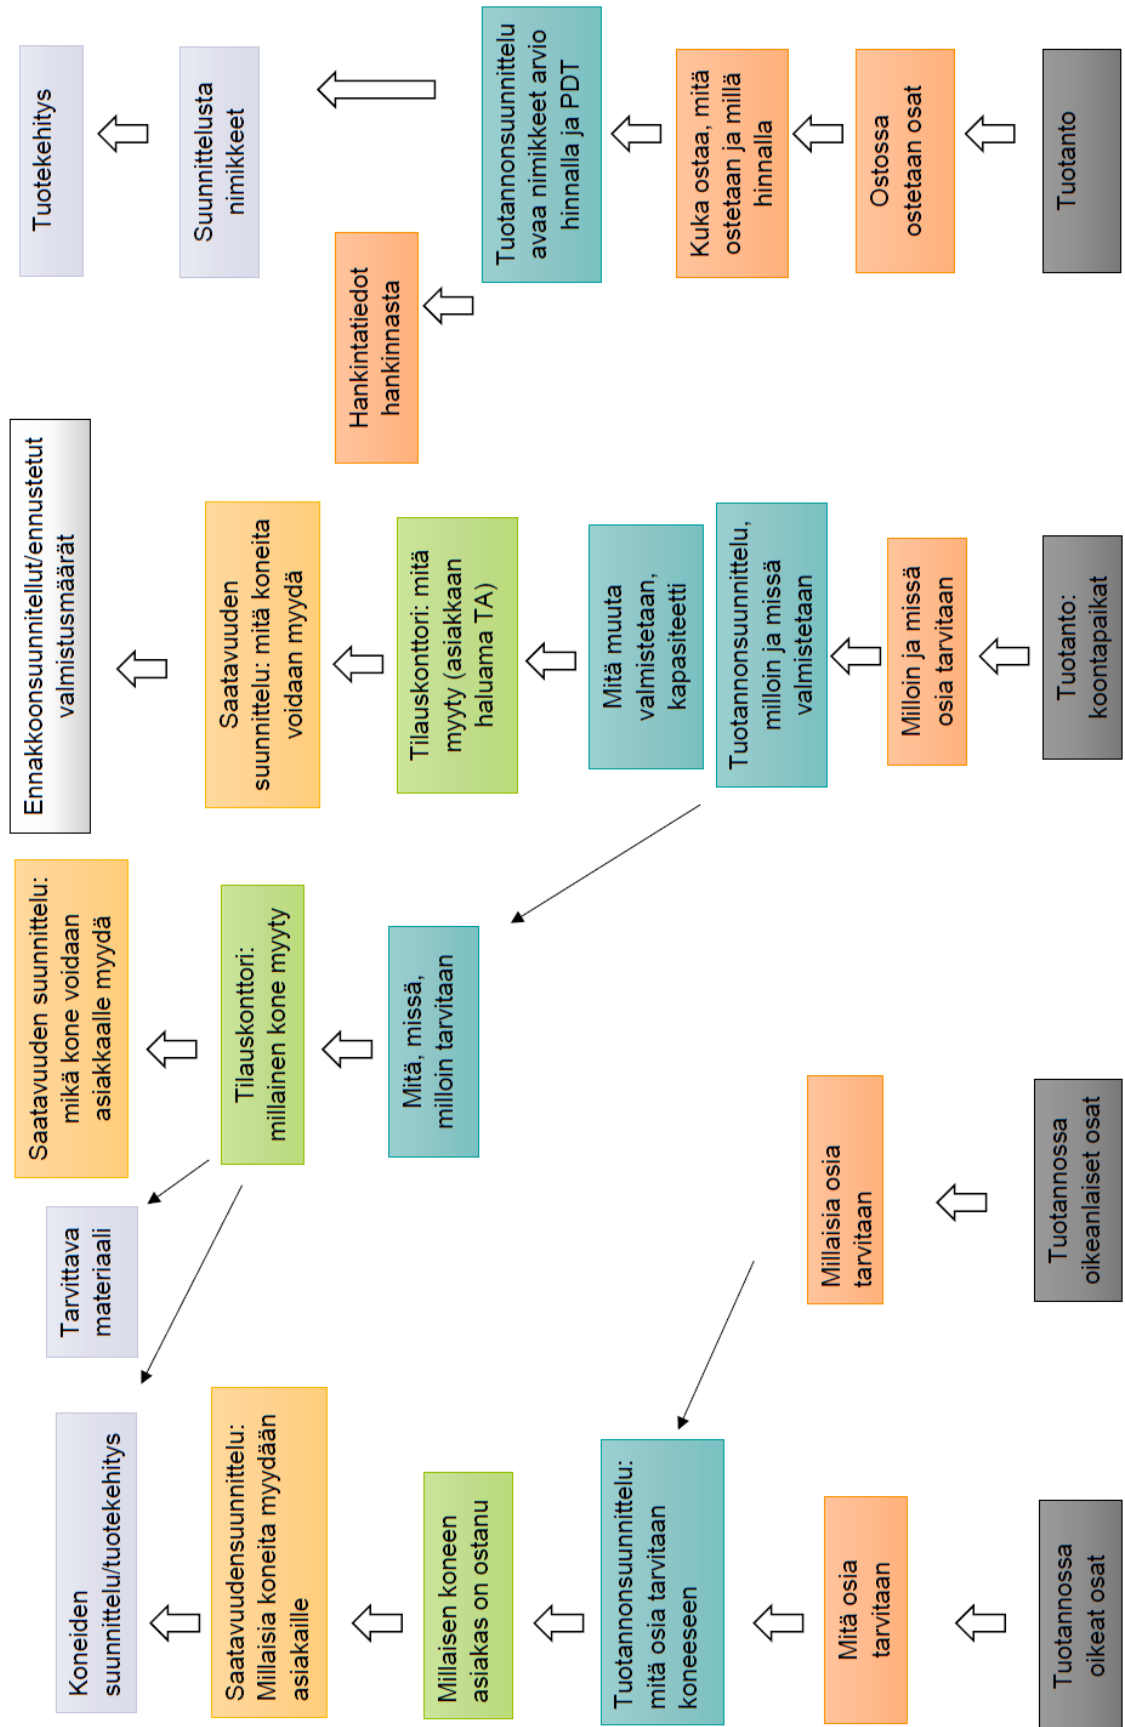 Koneiden
suunnittelu/tuotekehitys
Saatavuudensuunnittelu:
Millaisia koneita myydään
asiakaille
Millaisen koneen
asiakas on ostanu
Tuotannonsuunnittelu:
mitä osia tarvitaan
koneeseen
Mitä osia
tarvitaan
Tuotannossa
oikeat osat
Tarvittava
materiaali
Millaisia osia
tarvitaan
Tuotannossa
oikeanlaiset osat
Saatavuuden suunnittelu:
mikä kone voidaan
asiakkaalle myydä
Tilauskonttori:
millainen kone myyty
Mitä, missä,
milloin tarvitaan
Ennakkoonsuunnitellut/ennustetut
valmistusmäärät
Saatavuuden
suunnittelu: mitä koneita
voidaan myydä
Tilauskonttori: mitä
myyty (asiakkaan
haluama TA)
Mitä muuta
valmistetaan,
kapasiteetti
Tuotannonsuunnittelu,
milloin ja missä
valmistetaan
Milloin ja missä
osia tarvitaan
Tuotanto:
koontapaikat
Tuotekehitys
Suunnittelusta
nimikkeet
Hankintatiedot
hankinnasta
Tuotannonsuunnittelu
avaa nimikkeet arvio
hinnalla ja PDT
Kuka ostaa, mitä
ostetaan ja millä
hinnalla
Ostossa
ostetaan osat
Tuotanto